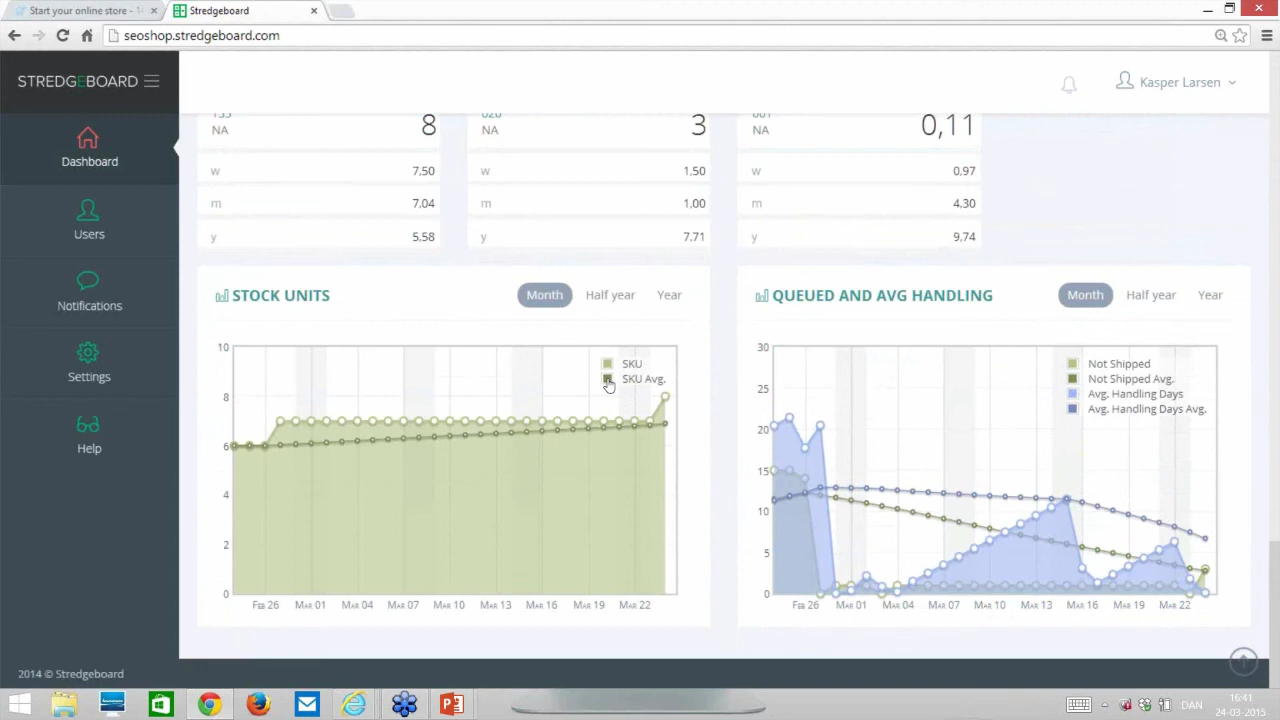 Start your online store -
Stredgeboard
seoshop.stredgeboard.com
STREDGEBOARD
Kasper Larsen
Dashboard
Users
Notifications
Settings
Help
NA 8
w 7.50
m 7.04
y 5.58
NA 3
w 1.50
m 1.00
y 7.71
NA 0,11
w 0.97
m 4.30
y 9.74
STOCK UNITS
Month Half year Year
10
8
6
4
2
0
SKU
SKU Avg.
Feb 26 Mar 01 Mar 04 Mar 07 Mar 10 Mar 13 Mar 16 Mar 19 Mar 22
QUEUED AND AVG HANDLING
Month Half year Year
30
25
20
15
10
5
0
Not Shipped
Not Shipped Avg.
Avg. Handling Days
Avg. Handling Days Avg.
Feb 26 Mar 01 Mar 04 Mar 07 Mar 10 Mar 13 Mar 16 Mar 19 Mar 22
2014 © Stredgeboard
DAN
16:41
24-03-2015